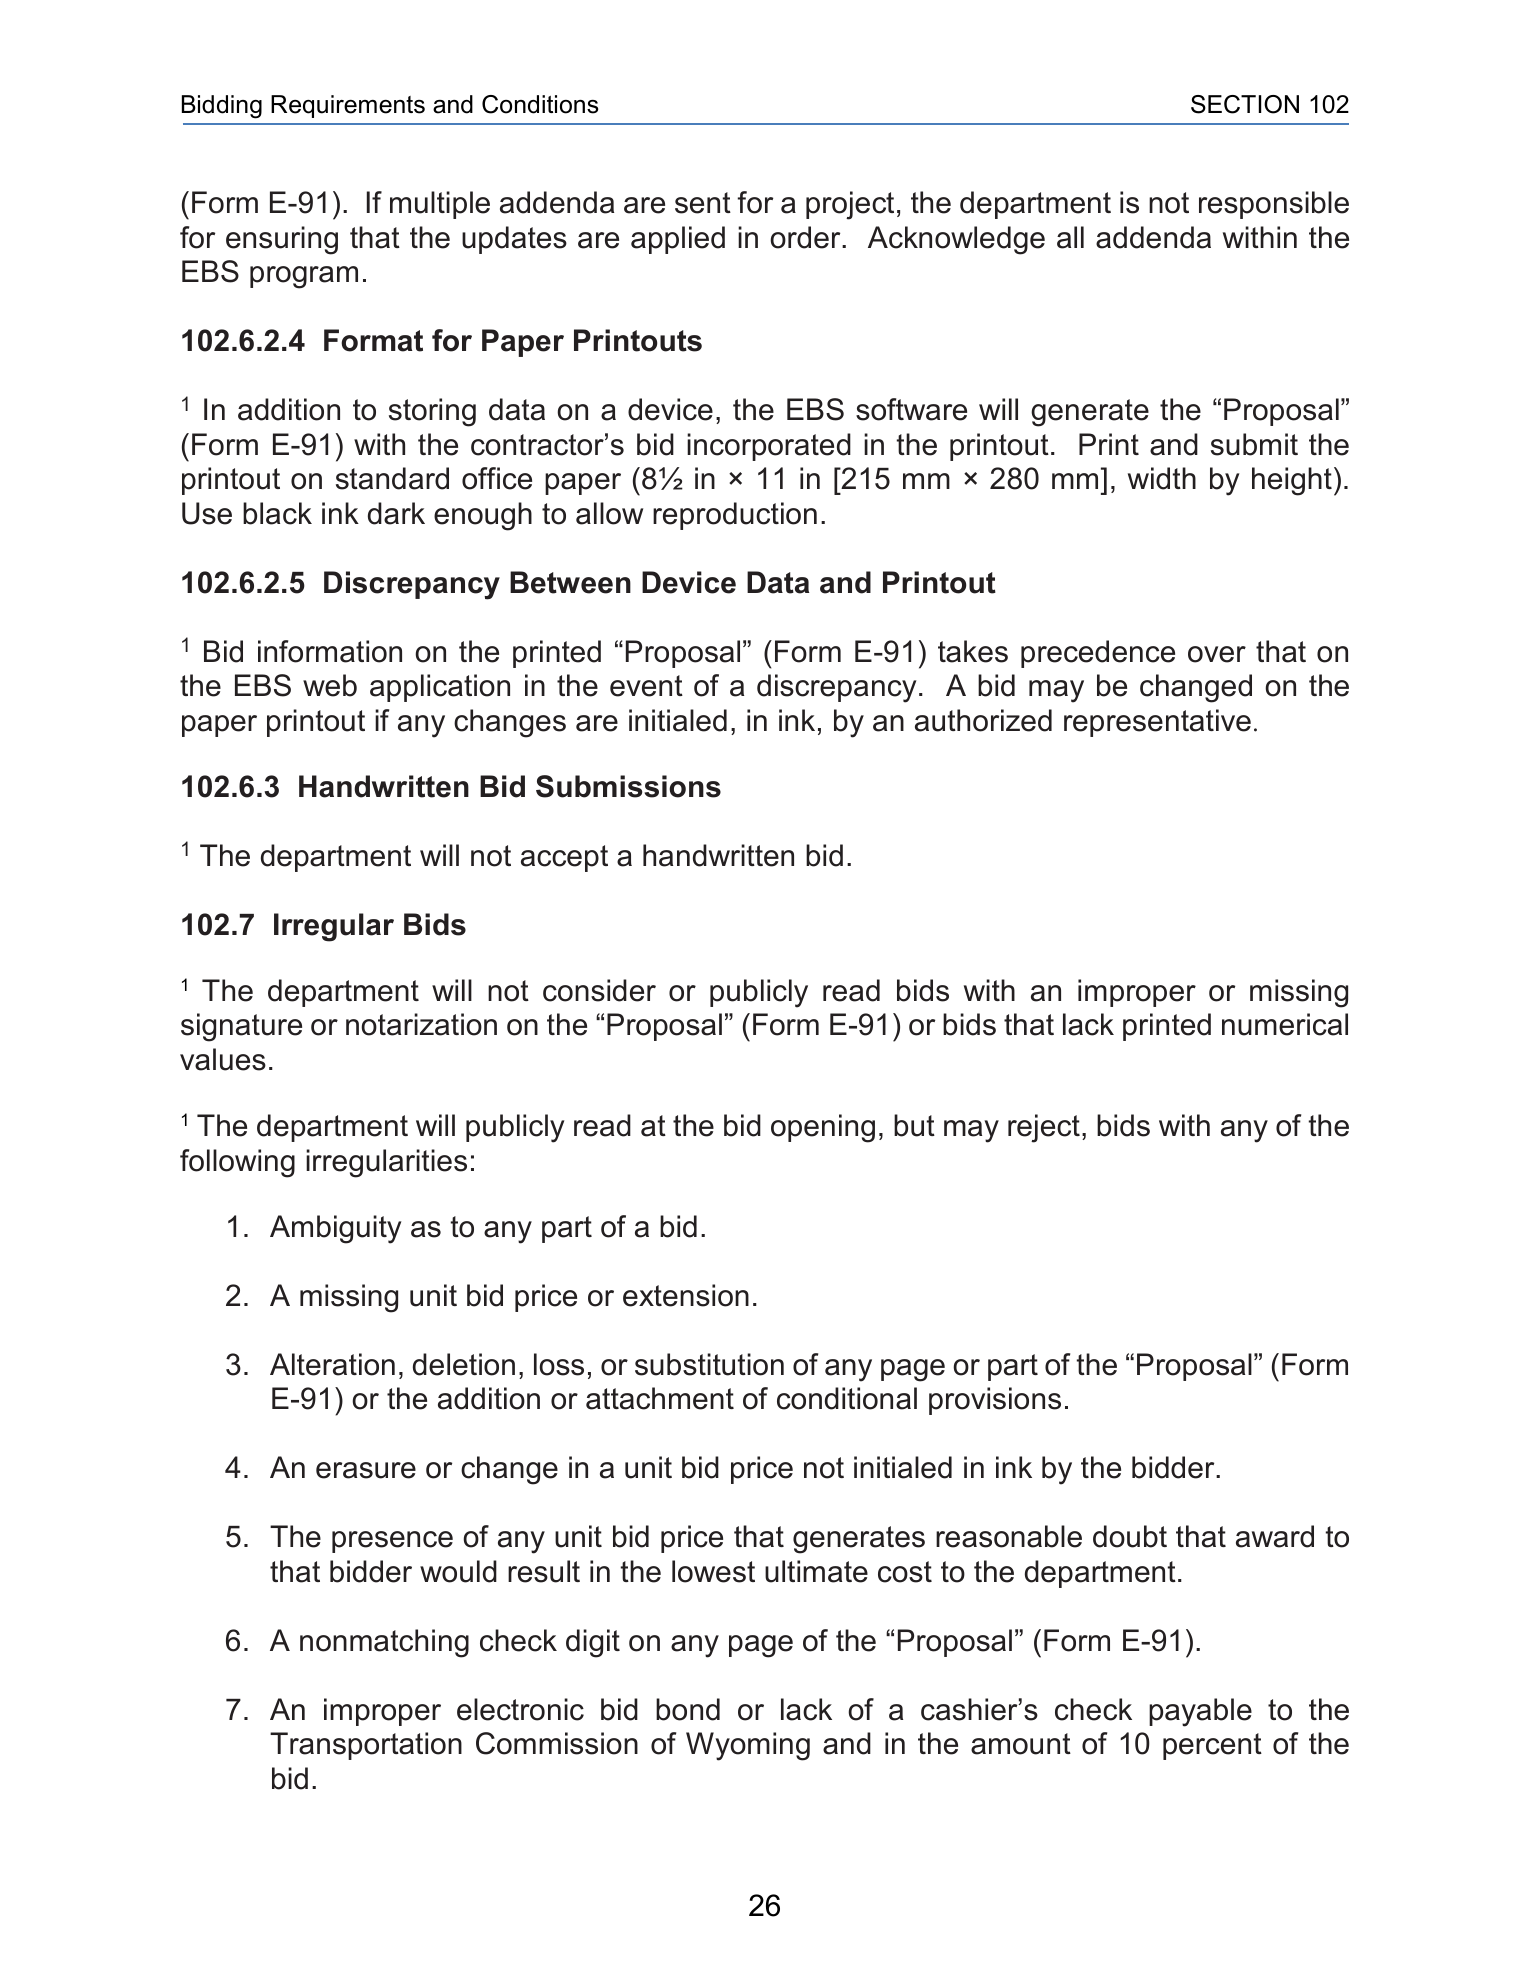 Bidding Requirements and Conditions SECTION 102
(Form E-91).  If multiple addenda are sent for a project, the department is not responsible
for ensuring that the updates are applied in order.  Acknowledge all addenda within the
EBS program.
102.6.2.4  Format for Paper Printouts
¹ In addition to storing data on a device, the EBS software will generate the “Proposal”
(Form E-91) with the contractor’s bid incorporated in the printout.  Print and submit the
printout on standard office paper (8½ in × 11 in [215 mm × 280 mm], width by height).
Use black ink dark enough to allow reproduction.
102.6.2.5  Discrepancy Between Device Data and Printout
¹ Bid information on the printed “Proposal” (Form E-91) takes precedence over that on
the EBS web application in the event of a discrepancy.  A bid may be changed on the
paper printout if any changes are initialed, in ink, by an authorized representative.
102.6.3  Handwritten Bid Submissions
¹ The department will not accept a handwritten bid.
102.7  Irregular Bids
¹ The department will not consider or publicly read bids with an improper or missing
signature or notarization on the “Proposal” (Form E-91) or bids that lack printed numerical
values.
¹ The department will publicly read at the bid opening, but may reject, bids with any of the
following irregularities:
1. Ambiguity as to any part of a bid.
2. A missing unit bid price or extension.
3. Alteration, deletion, loss, or substitution of any page or part of the “Proposal” (Form
E-91) or the addition or attachment of conditional provisions.
4. An erasure or change in a unit bid price not initialed in ink by the bidder.
5. The presence of any unit bid price that generates reasonable doubt that award to
that bidder would result in the lowest ultimate cost to the department.
6. A nonmatching check digit on any page of the “Proposal” (Form E-91).
7. An improper electronic bid bond or lack of a cashier’s check payable to the
Transportation Commission of Wyoming and in the amount of 10 percent of the
bid.
26